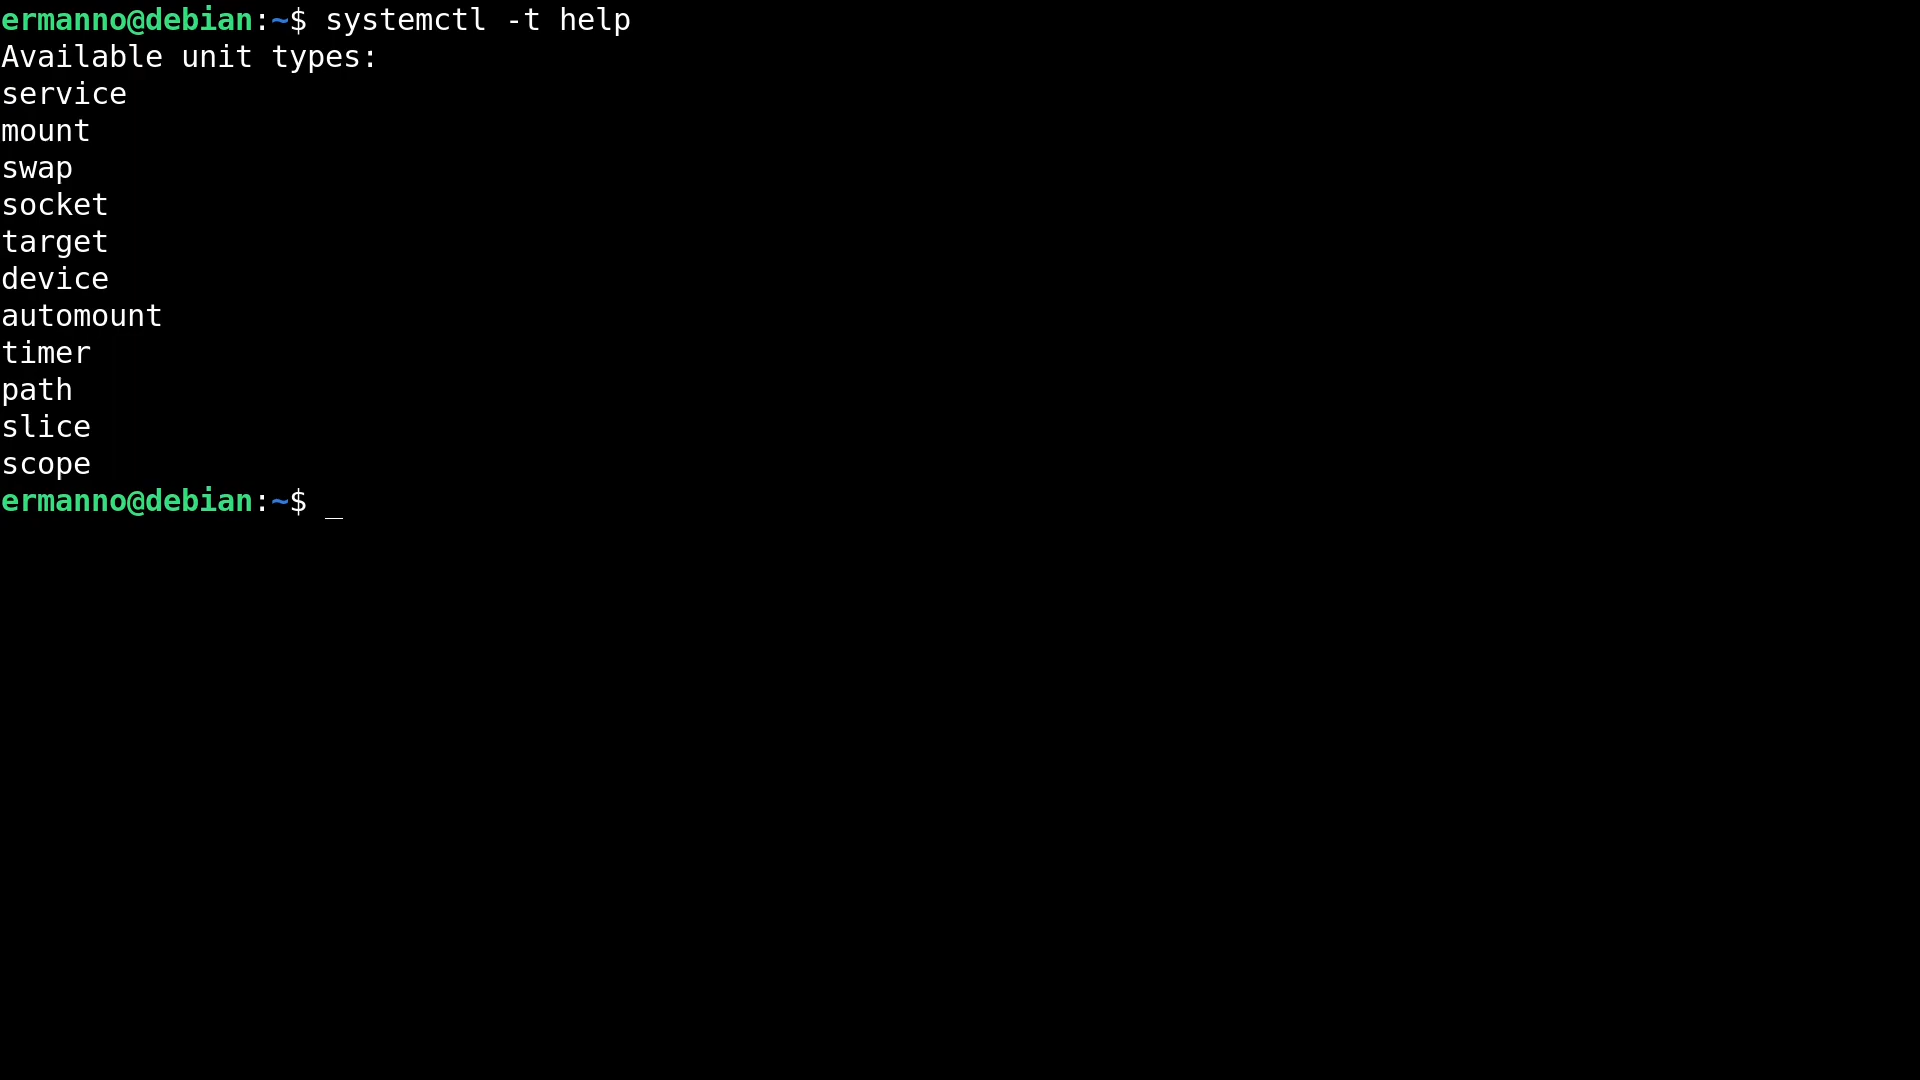 ermanno@debian:~$ systemctl -t help
Available unit types:
service
mount
swap
socket
target
device
automount
timer
path
slice
scope
ermanno@debian:~$ _